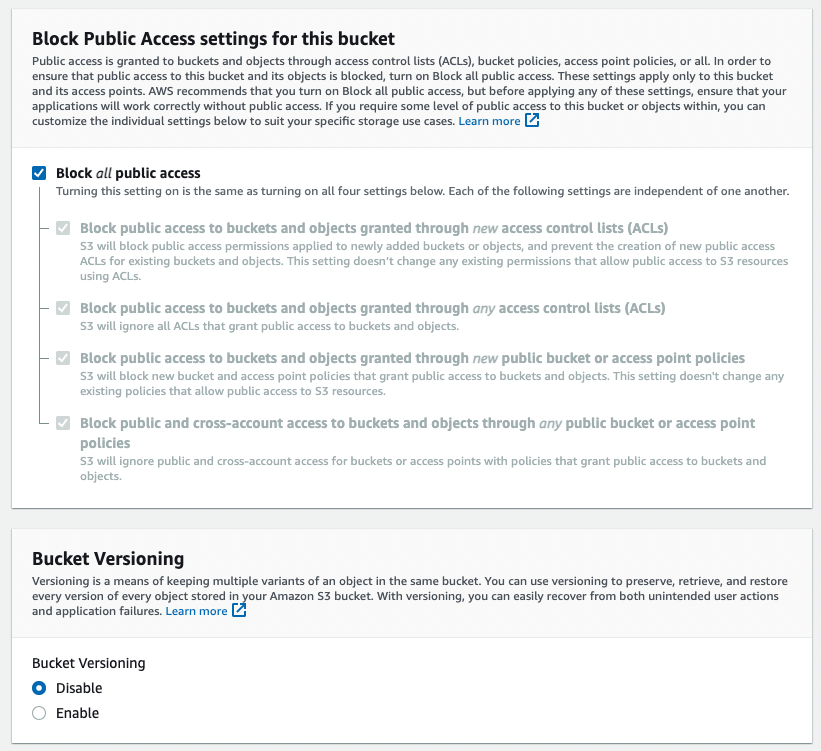 Block Public Access settings for this bucket
Public access is granted to buckets and objects through access control lists (ACLs), bucket policies, access point policies, or all. In order to
ensure that public access to this bucket and its objects is blocked, turn on Block all public access. These settings apply only to this bucket
and its access points. AWS recommends that you turn on Block all public access, but before applying any of these settings, ensure that your
applications will work correctly without public access. If you require some level of public access to this bucket or objects within, you can
customize the individual settings below to suit your specific storage use cases. Learn more
Block all public access
Turning this setting on is the same as turning on all four settings below. Each of the following settings are independent of one another.
Block public access to buckets and objects granted through new access control lists (ACLs)
S3 will block public access permissions applied to newly added buckets or objects, and prevent the creation of new public access
ACLs for existing buckets and objects. This setting doesn't change any existing permissions that allow public access to S3 resources
using ACLs.
Block public access to buckets and objects granted through any access control lists (ACLs)
S3 will ignore all ACLs that grant public access to buckets and objects.
Block public access to buckets and objects granted through new public bucket or access point policies
S3 will block new bucket and access point policies that grant public access to buckets and objects. This setting doesn't change any
existing policies that allow public access to S3 resources.
Block public and cross-account access to buckets and objects through any public bucket or access point
policies
S3 will ignore public and cross-account access for buckets or access points with policies that grant public access to buckets and
objects.
Bucket Versioning
Versioning is a means of keeping multiple variants of an object in the same bucket. You can use versioning to preserve, retrieve, and restore
every version of every object stored in your Amazon S3 bucket. With versioning, you can easily recover from both unintended user actions
and application failures. Learn more
Bucket Versioning
Disable
Enable